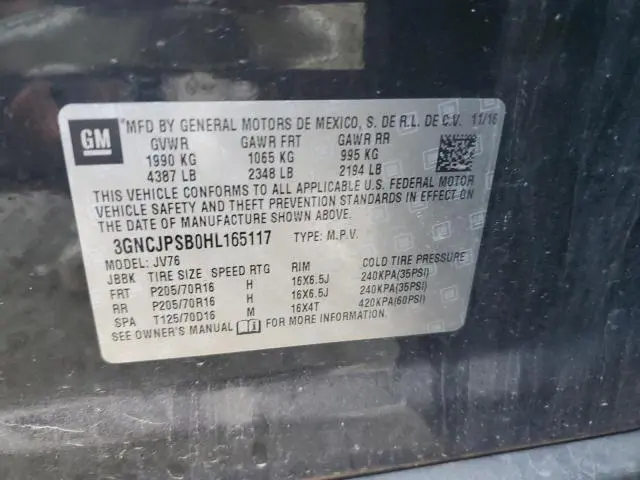 GM
*MFD BY GENERAL MOTORS DE MEXICO, S. DE R.L. DE C.V. 11/16
GVWR GAWR FRT GAWR RR
1990 KG 1065 KG 995 KG
4387 LB 2348 LB 2194 LB
THIS VEHICLE CONFORMS TO ALL APPLICABLE U.S. FEDERAL MOTOR
VEHICLE SAFETY AND THEFT PREVENTION STANDARDS IN EFFECT ON
THE DATE OF MANUFACTURE SHOWN ABOVE.
3GNCJPSB0HL165117 TYPE: M.P.V.
MODEL: JV76
JBBK TIRE SIZE SPEED RTG RIM COLD TIRE PRESSURE
FRT P205/70R16 H 16X6.5J 240KPA(35PSI)
RR P205/70R16 H 16X6.5J 240KPA(35PSI)
SPA T125/70D16 M 16X4T 420KPA(60PSI)
SEE OWNER'S MANUAL FOR MORE INFORMATION.